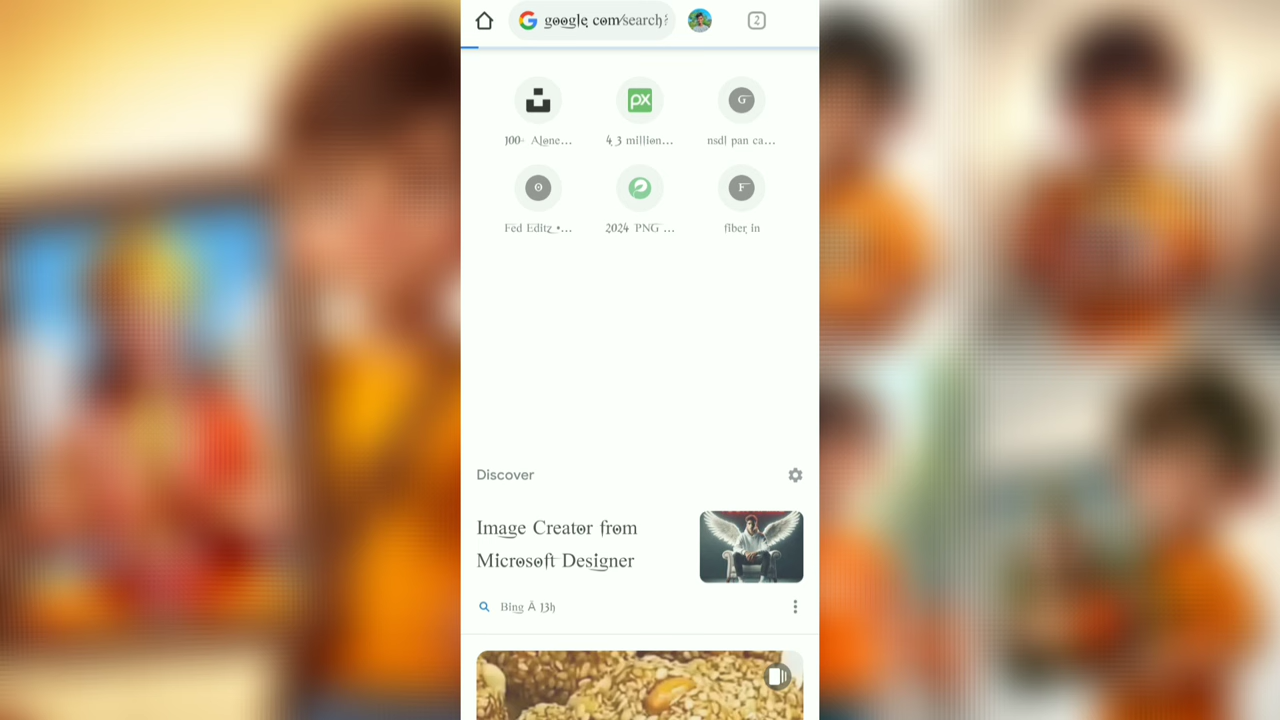 google com/search?
2
px
G
100+ Alone...
4 3 million...
nsdl pan ca...
O
F
Fed Editz •...
2024 PNG ...
fiber in
Discover
Image Creator from
Microsoft Designer
Bing Â 13h